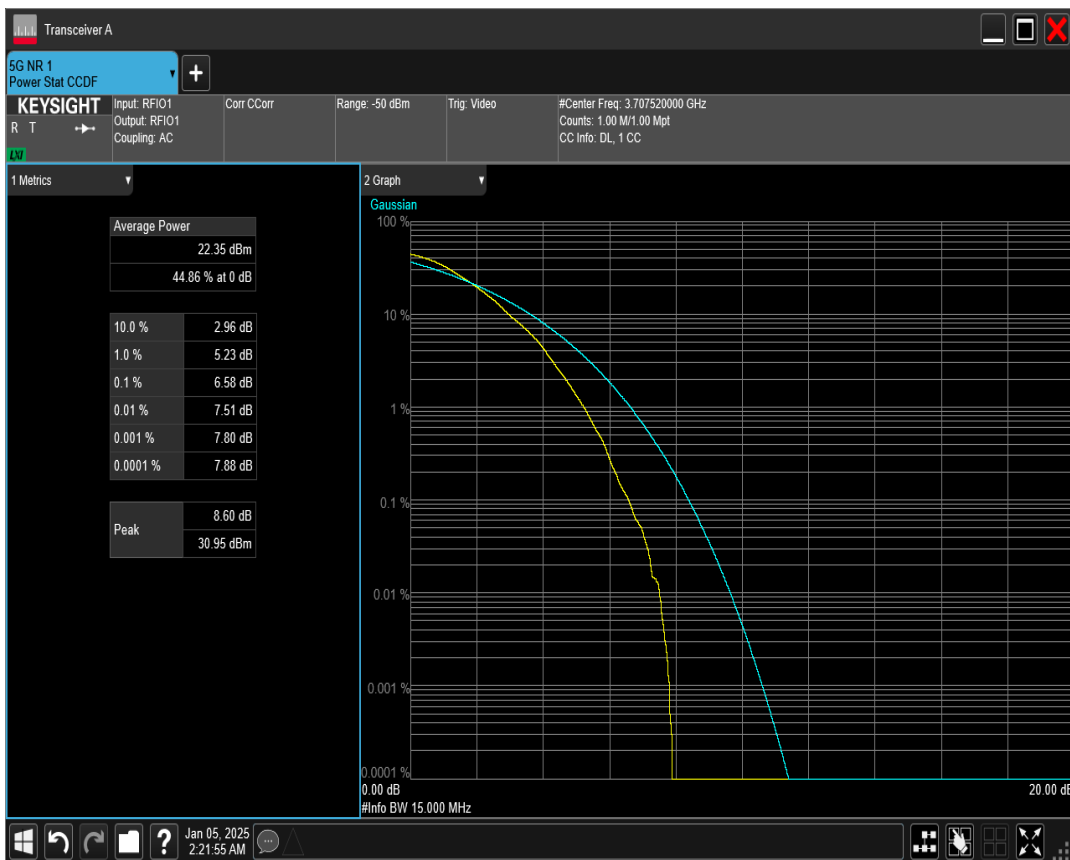 Transceiver A
5G NR 1
Power Stat CCDF
+
KEYSIGHT
R T
LXI
Input: RFIO1
Output: RFIO1
Coupling: AC
Corr CCorr
Range: -50 dBm
Trig: Video
#Center Freq: 3.707520000 GHz
Counts: 1.00 M/1.00 Mpt
CC Info: DL, 1 CC
1 Metrics
Average Power
22.35 dBm
44.86 % at 0 dB
10.0 % 2.96 dB
1.0 % 5.23 dB
0.1 % 6.58 dB
0.01 % 7.51 dB
0.001 % 7.80 dB
0.0001 % 7.88 dB
Peak 8.60 dB
30.95 dBm
2 Graph
Gaussian
100 %
10 %
1 %
0.1 %
0.01 %
0.001 %
0.0001 %
0.00 dB 20.00 dB
#Info BW 15.000 MHz
?
Jan 05, 2025
2:21:55 AM